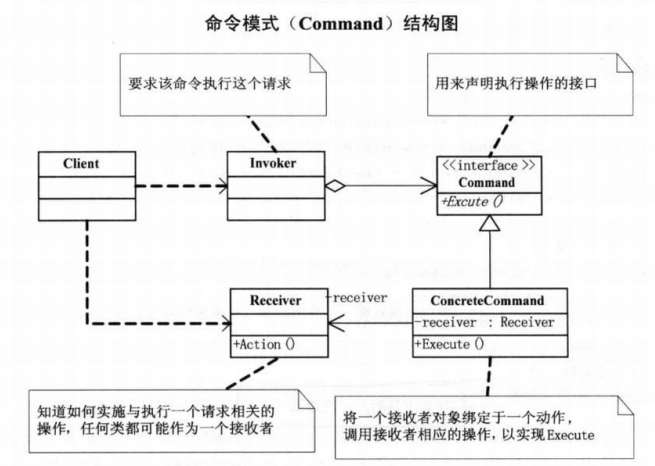 命令模式（Command）结构图
要求该命令执行这个请求
用来声明执行操作的接口
Client
Invoker
<<interface >>
Command
+Excute ()
Receiver
-receiver
ConcreteCommand
-receiver : Receiver
+Action ()
+Execute ()
知道如何实施与执行一个请求相关的
操作，任何类都可能作为一个接收者
将一个接收者对象绑定于一个动作，
调用接收者相应的操作，以实现Execute